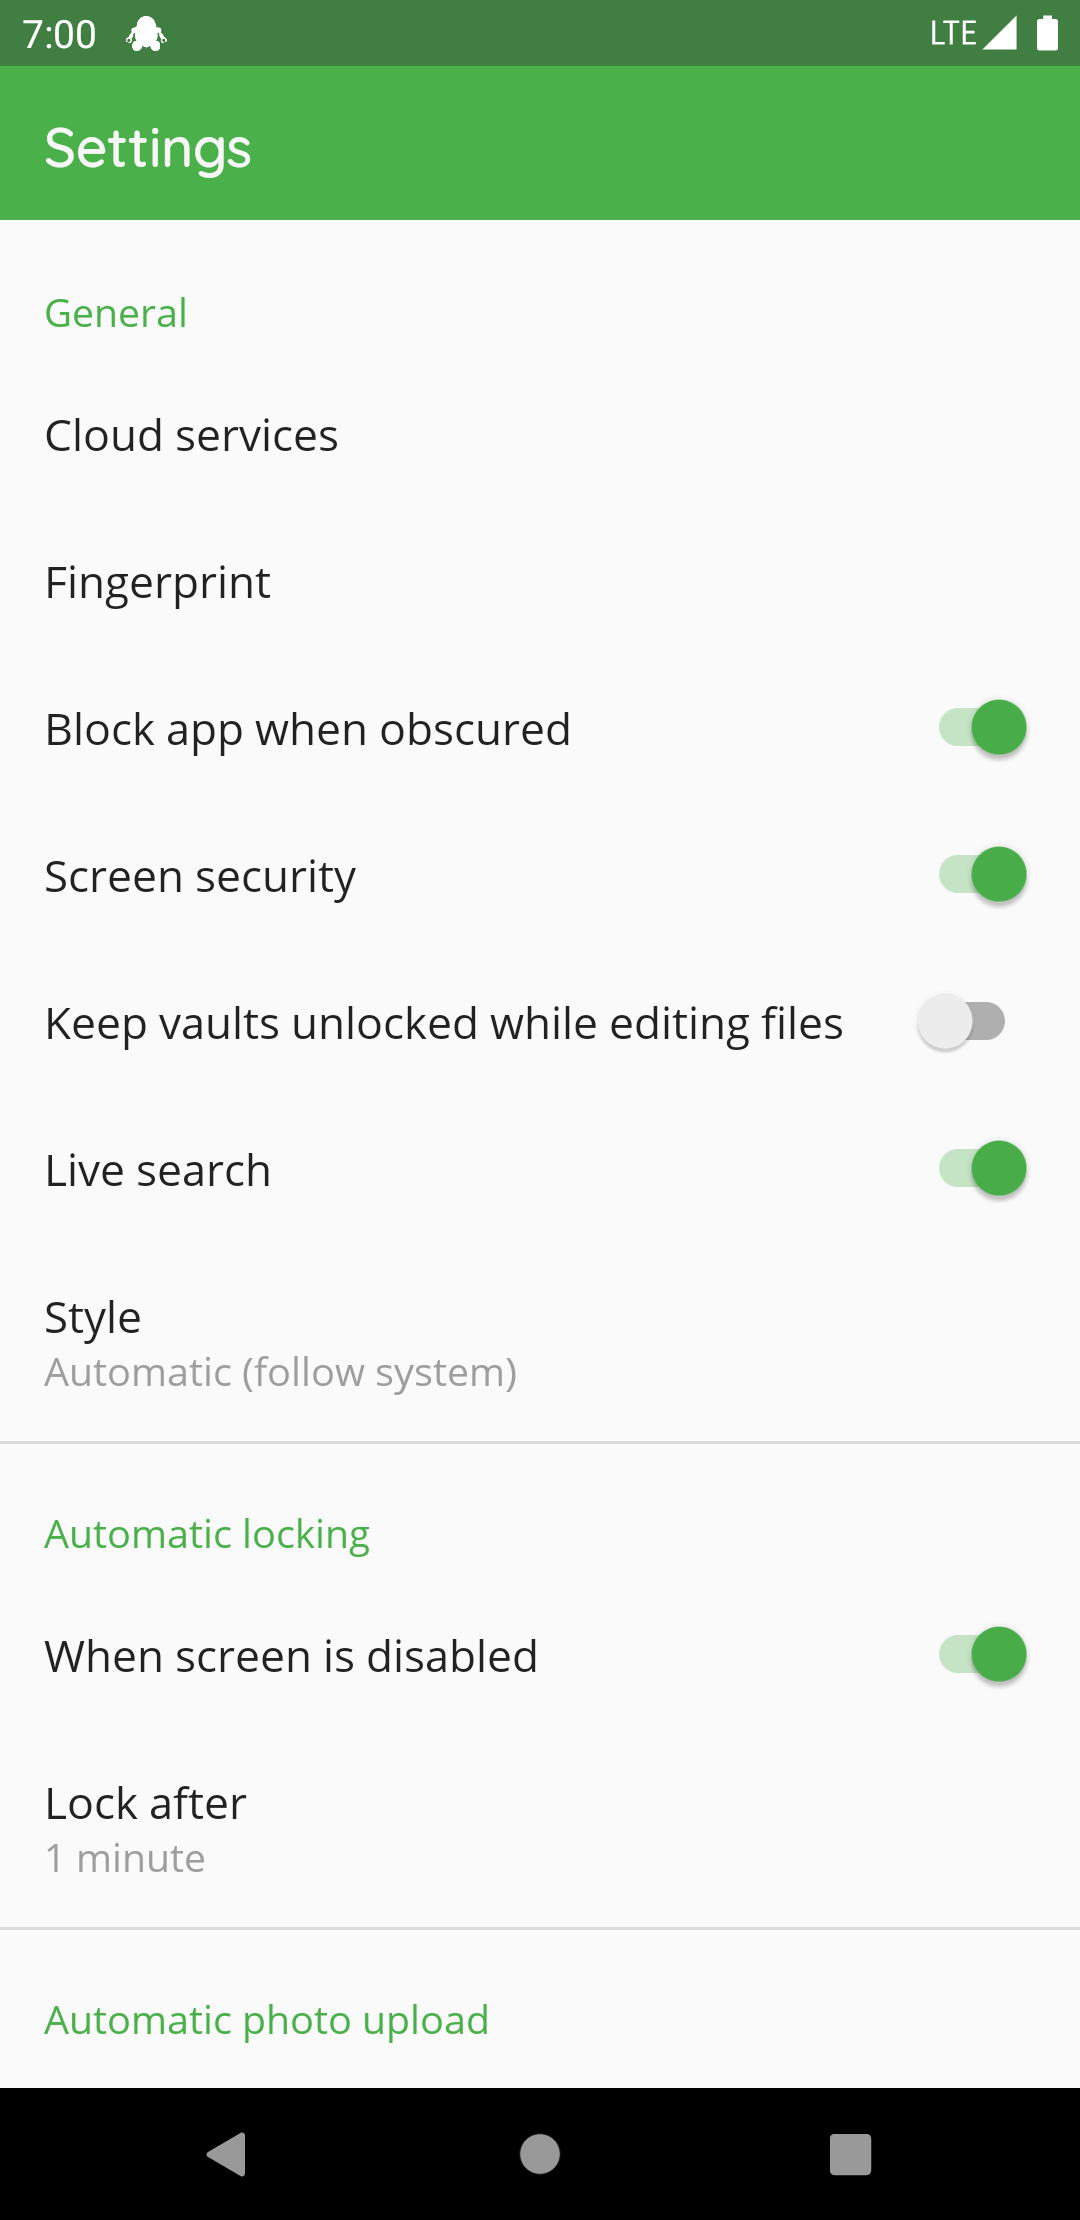 7:00 LTE
Settings
General
Cloud services
Fingerprint
Block app when obscured
Screen security
Keep vaults unlocked while editing files
Live search
Style
Automatic (follow system)
Automatic locking
When screen is disabled
Lock after
1 minute
Automatic photo upload